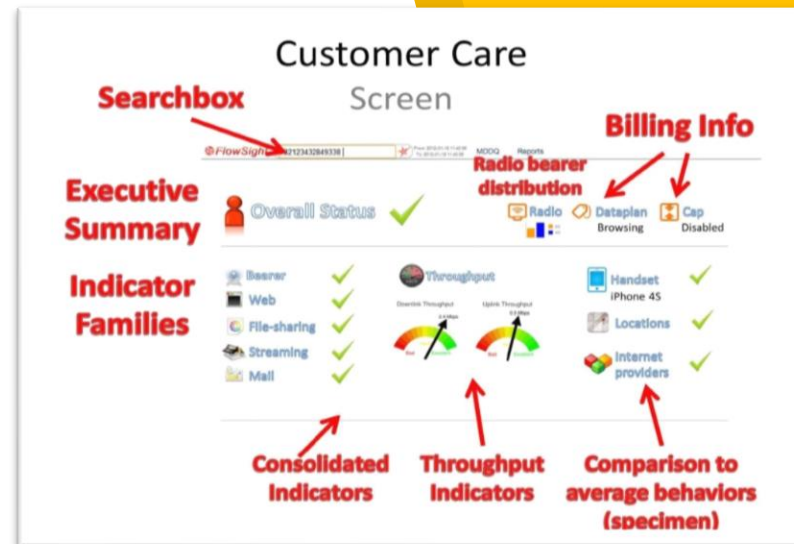 Customer Care
Screen
Searchbox
Billing Info
FlowSight
MDOQ Reports
Radio bearer
distribution
Executive
Summary
Overall Status
Radio Dataplan Cap
Browsing Disabled
Indicator
Families
Bearer
Web
File-sharing
Streaming
Mail
Throughput
Downlink Throughput Uplink Throughput
Handset
iPhone 4S
Locations
Internet
providers
Consolidated
Indicators
Throughput
Indicators
Comparison to
average behaviors
(specimen)